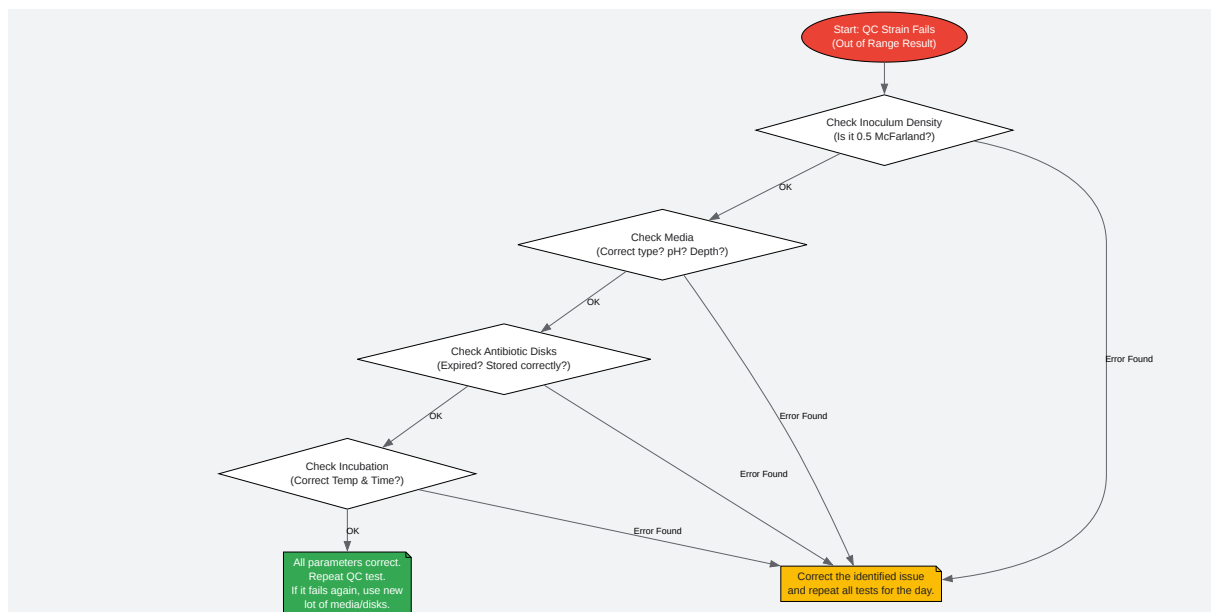 Start: QC Strain Fails
(Out of Range Result)
Check Inoculum Density
(Is it 0.5 McFarland?)
OK
Check Media
(Correct type? pH? Depth?)
OK
Check Antibiotic Disks
(Expired? Stored correctly?)
Error Found
OK
Error Found
Check Incubation
(Correct Temp & Time?)
Error Found
OK
Error Found
All parameters correct.
Repeat QC test.
If it fails again, use new
lot of media/disks.
Correct the identified issue
and repeat all tests for the day.